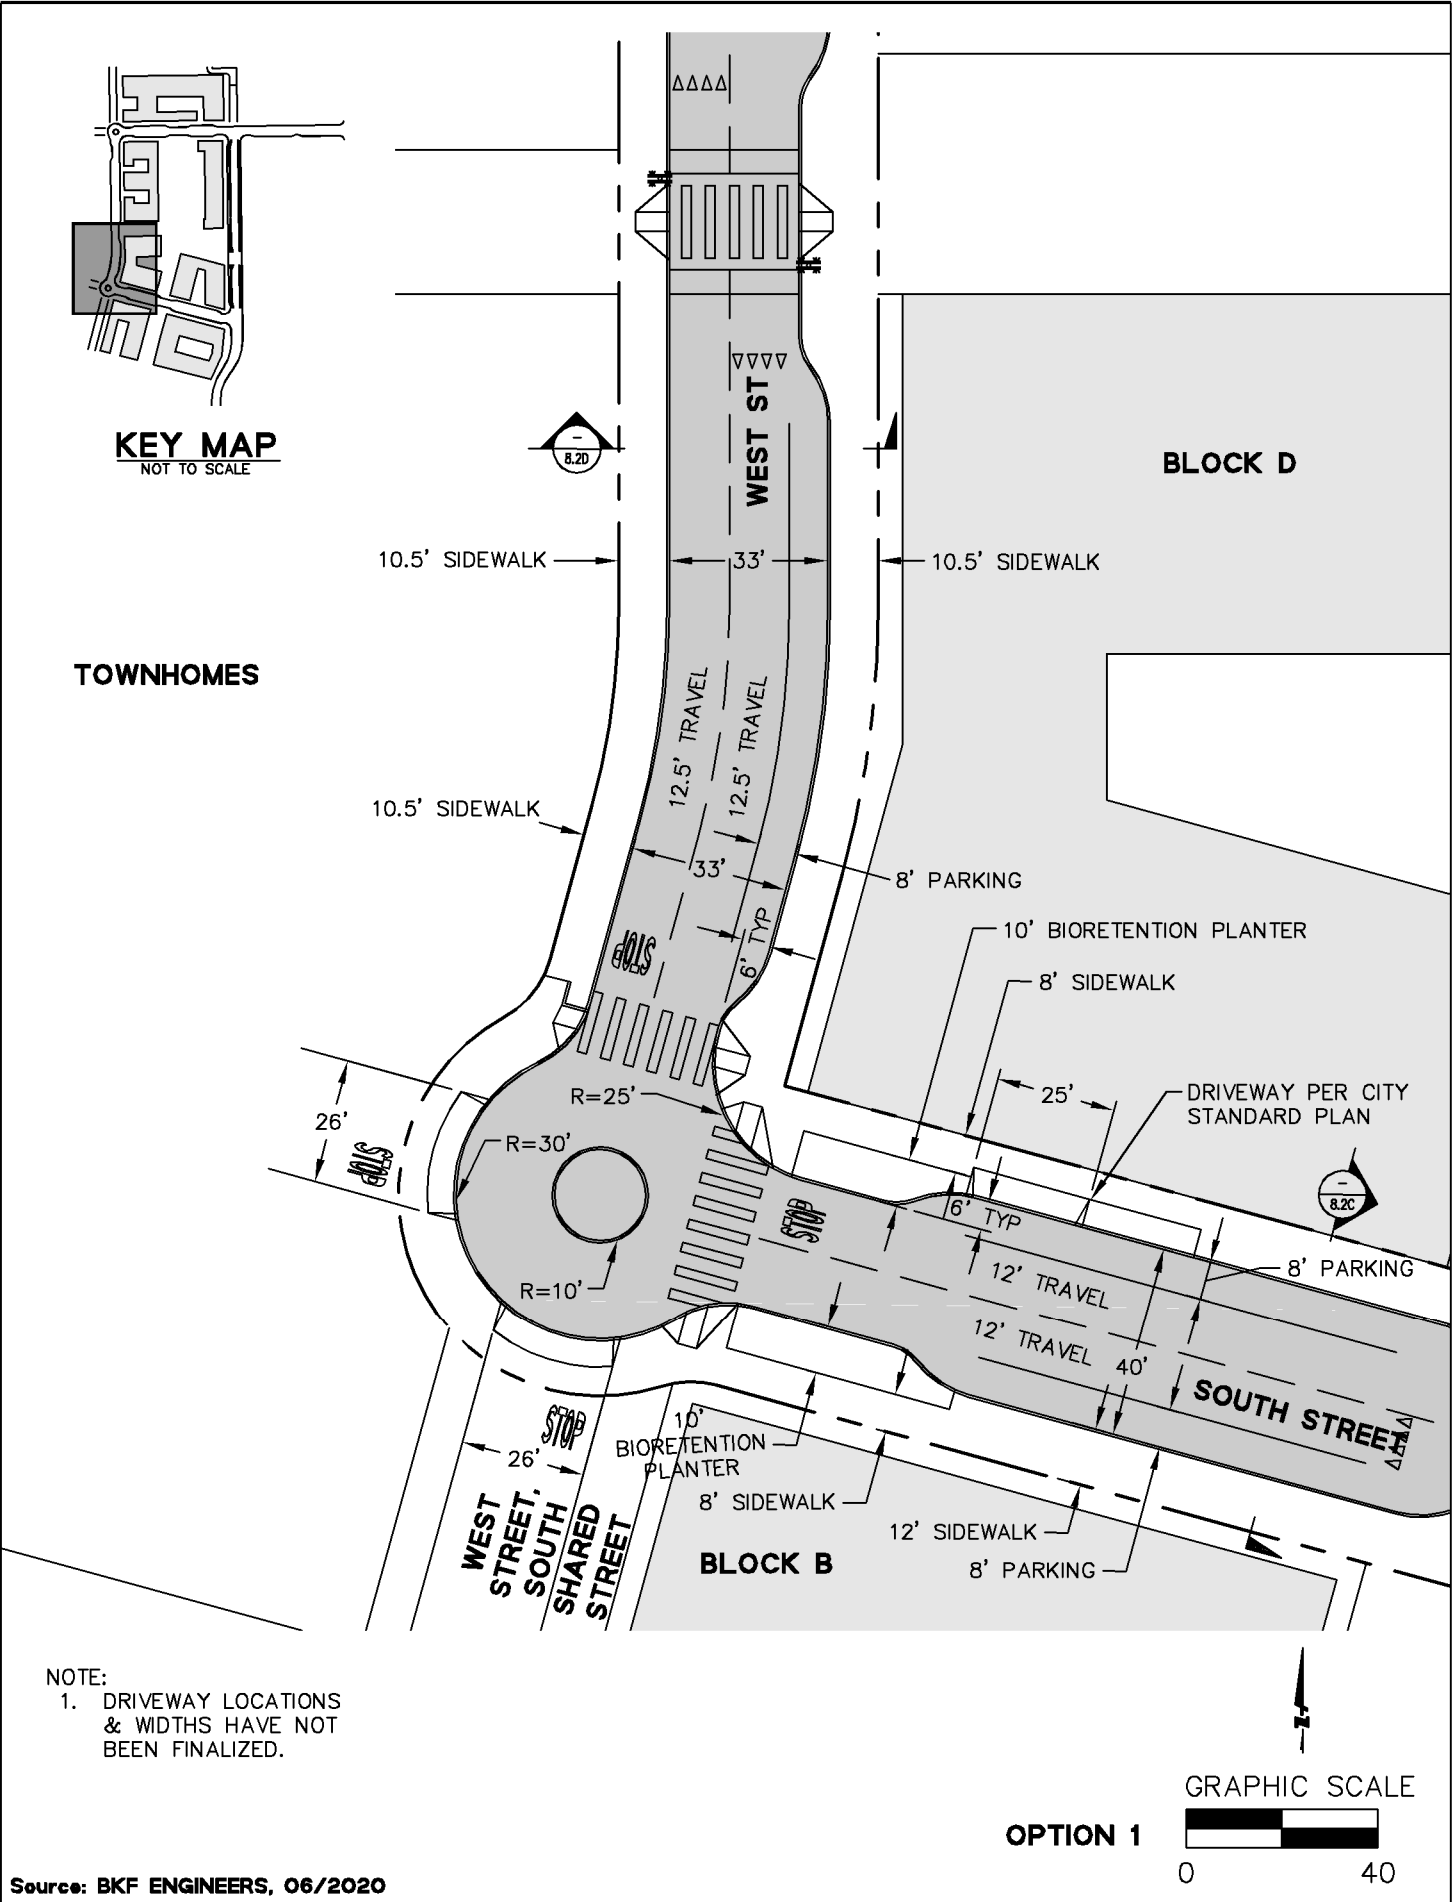 KEY MAP
NOT TO SCALE
WEST ST
8.2D
BLOCK D
10.5' SIDEWALK
33'
10.5' SIDEWALK
TOWNHOMES
12.5' TRAVEL
12.5' TRAVEL
10.5' SIDEWALK
33'
8' PARKING
6' TYP
STOP
10' BIORETENTION PLANTER
8' SIDEWALK
25'
DRIVEWAY PER CITY
STANDARD PLAN
R=25'
26'
STOP
R=30'
R=10'
STOP
6' TYP
8.2C
8' PARKING
12' TRAVEL
12' TRAVEL
40'
SOUTH STREET
STOP
26'
10'
BIORETENTION
PLANTER
8' SIDEWALK
12' SIDEWALK
8' PARKING
WEST
STREET,
SOUTH
SHARED
STREET
BLOCK B
NOTE:
1. DRIVEWAY LOCATIONS
& WIDTHS HAVE NOT
BEEN FINALIZED.
GRAPHIC SCALE
OPTION 1
0 40
Source: BKF ENGINEERS, 06/2020